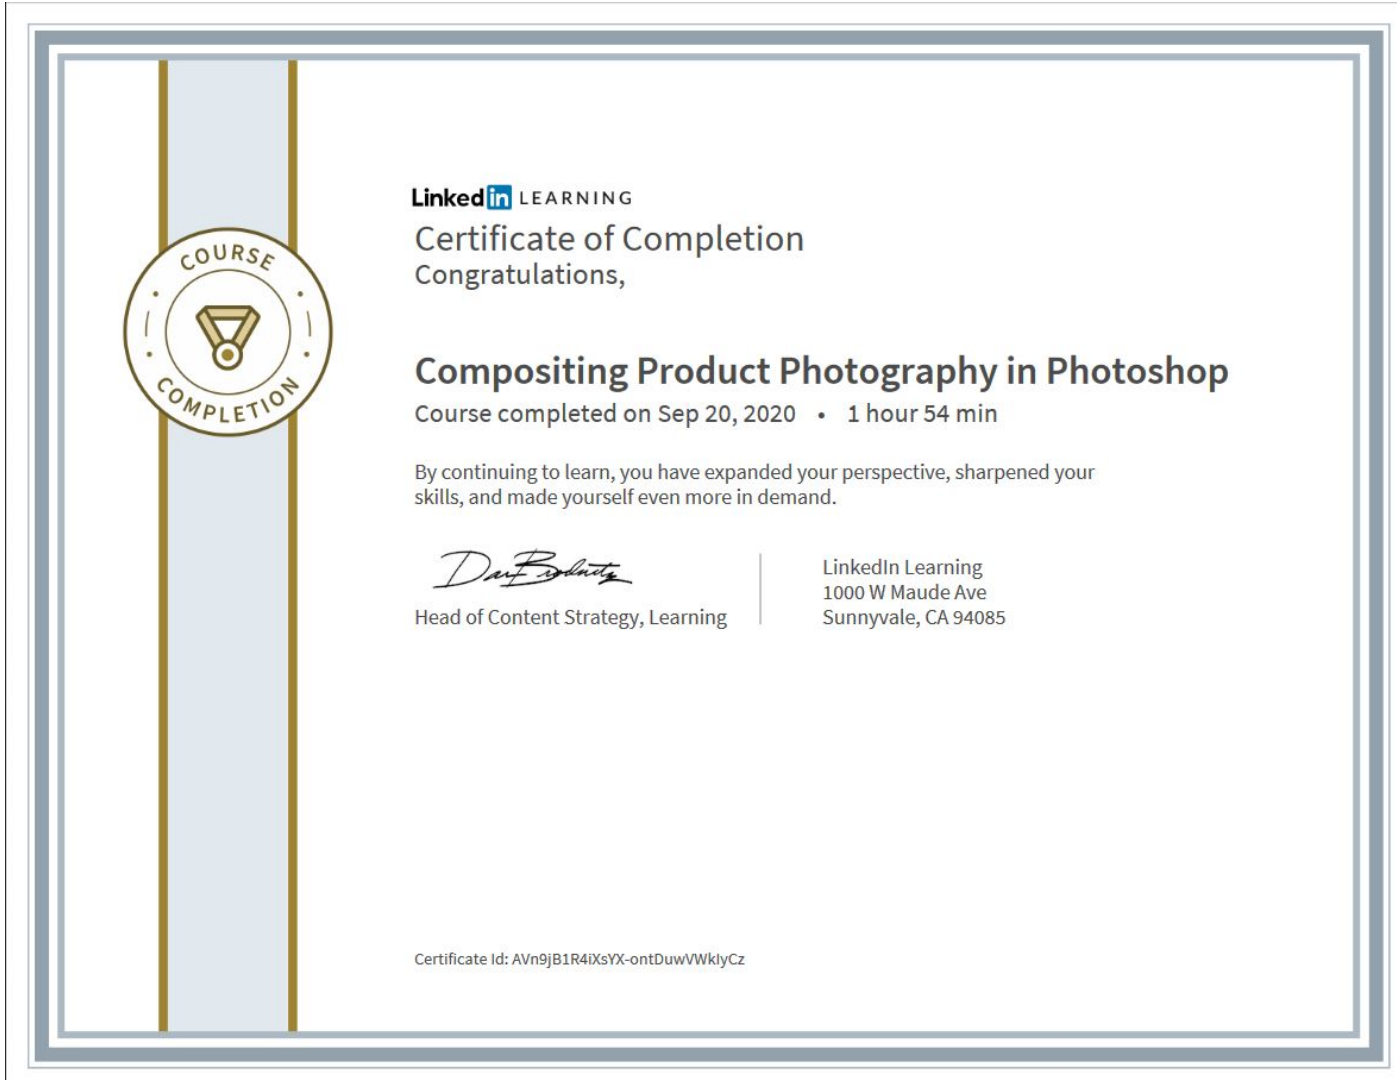 LinkedIn LEARNING
Certificate of Completion
Congratulations,
COURSE
COMPLETION
Compositing Product Photography in Photoshop
Course completed on Sep 20, 2020 • 1 hour 54 min
By continuing to learn, you have expanded your perspective, sharpened your
skills, and made yourself even more in demand.
Head of Content Strategy, Learning
LinkedIn Learning
1000 W Maude Ave
Sunnyvale, CA 94085
Certificate Id: AVn9jB1R4iXsYX-ontDuwVWkIyCz